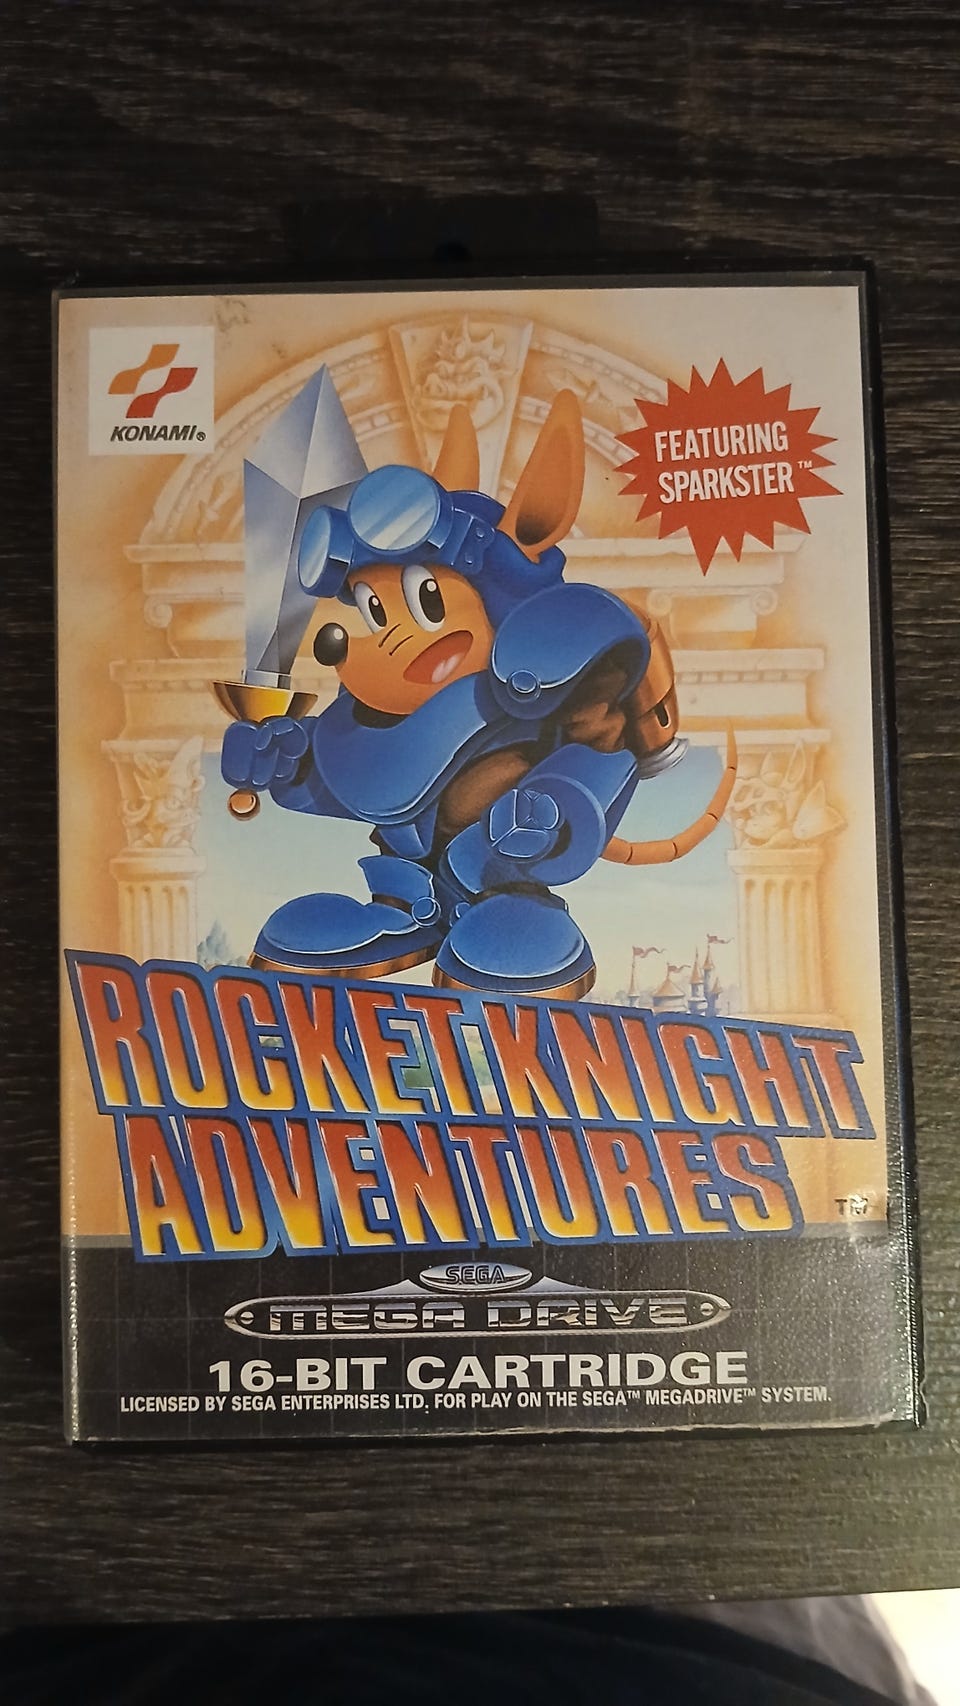 KONAMI®
FEATURING
SPARKSTER™
ROCKET KNIGHT
ADVENTURES
TM
SEGA
MEGA DRIVE
16-BIT CARTRIDGE
LICENSED BY SEGA ENTERPRISES LTD. FOR PLAY ON THE SEGA™ MEGADRIVE™ SYSTEM.